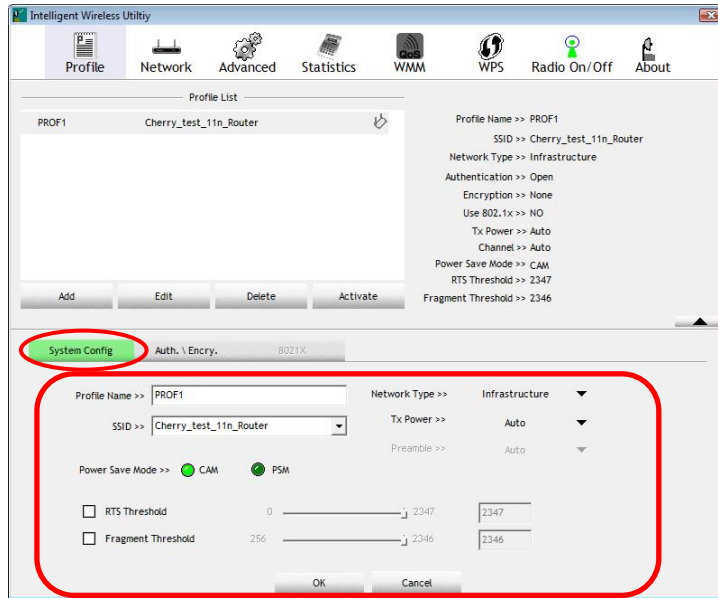 Intelligent Wireless Utiltiy
Profile Network Advanced Statistics QoS WMM WPS Radio On/Off About
Profile List
PROF1 Cherry_test_11n_Router
Add Edit Delete Activate
Profile Name >> PROF1
SSID >> Cherry_test_11n_Router
Network Type >> Infrastructure
Authentication >> Open
Encryption >> None
Use 802.1x >> NO
Tx Power >> Auto
Channel >> Auto
Power Save Mode >> CAM
RTS Threshold >> 2347
Fragment Threshold >> 2346
System Config Auth. \ Encry. 8021X
Profile Name >> PROF1 Network Type >> Infrastructure
SSID >> Cherry_test_11n_Router Tx Power >> Auto
Preamble >> Auto
Power Save Mode >> CAM PSM
RTS Threshold 0 2347 2347
Fragment Threshold 256 2346 2346
OK Cancel